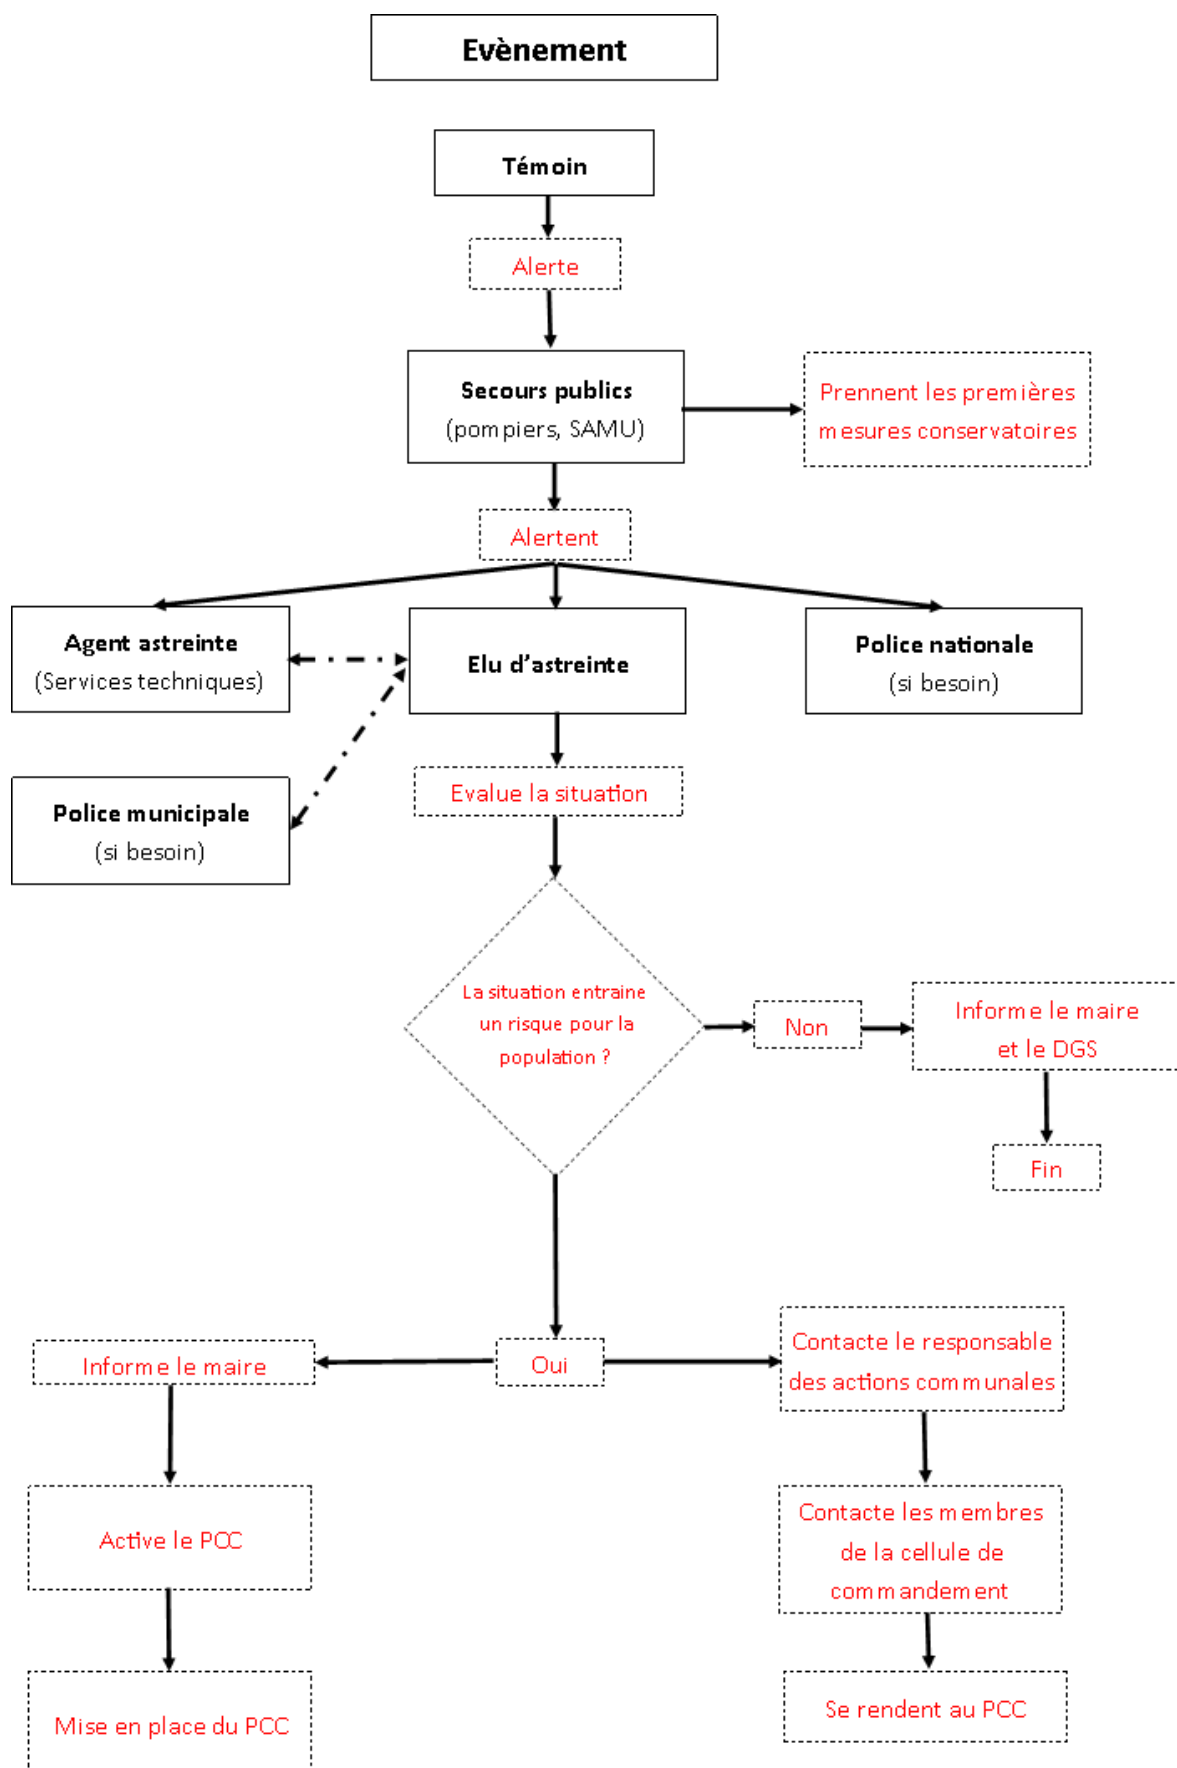 Evènement
Témoin
Alerte
Secours publics
(pompiers, SAMU)
Prennent les premières
mesures conservatoires
Alertent
Agent astreinte
(Services techniques)
Elu d'astreinte
Police nationale
(si besoin)
Police municipale
(si besoin)
Evalue la situation
La situation entraine
un risque pour la
population ?
Non
Informe le maire
et le DGS
Fin
Oui
Informe le maire
Contacte le responsable
des actions communales
Active le PCC
Contacte les membres
de la cellule de
commandement
Mise en place du PCC
Se rendent au PCC